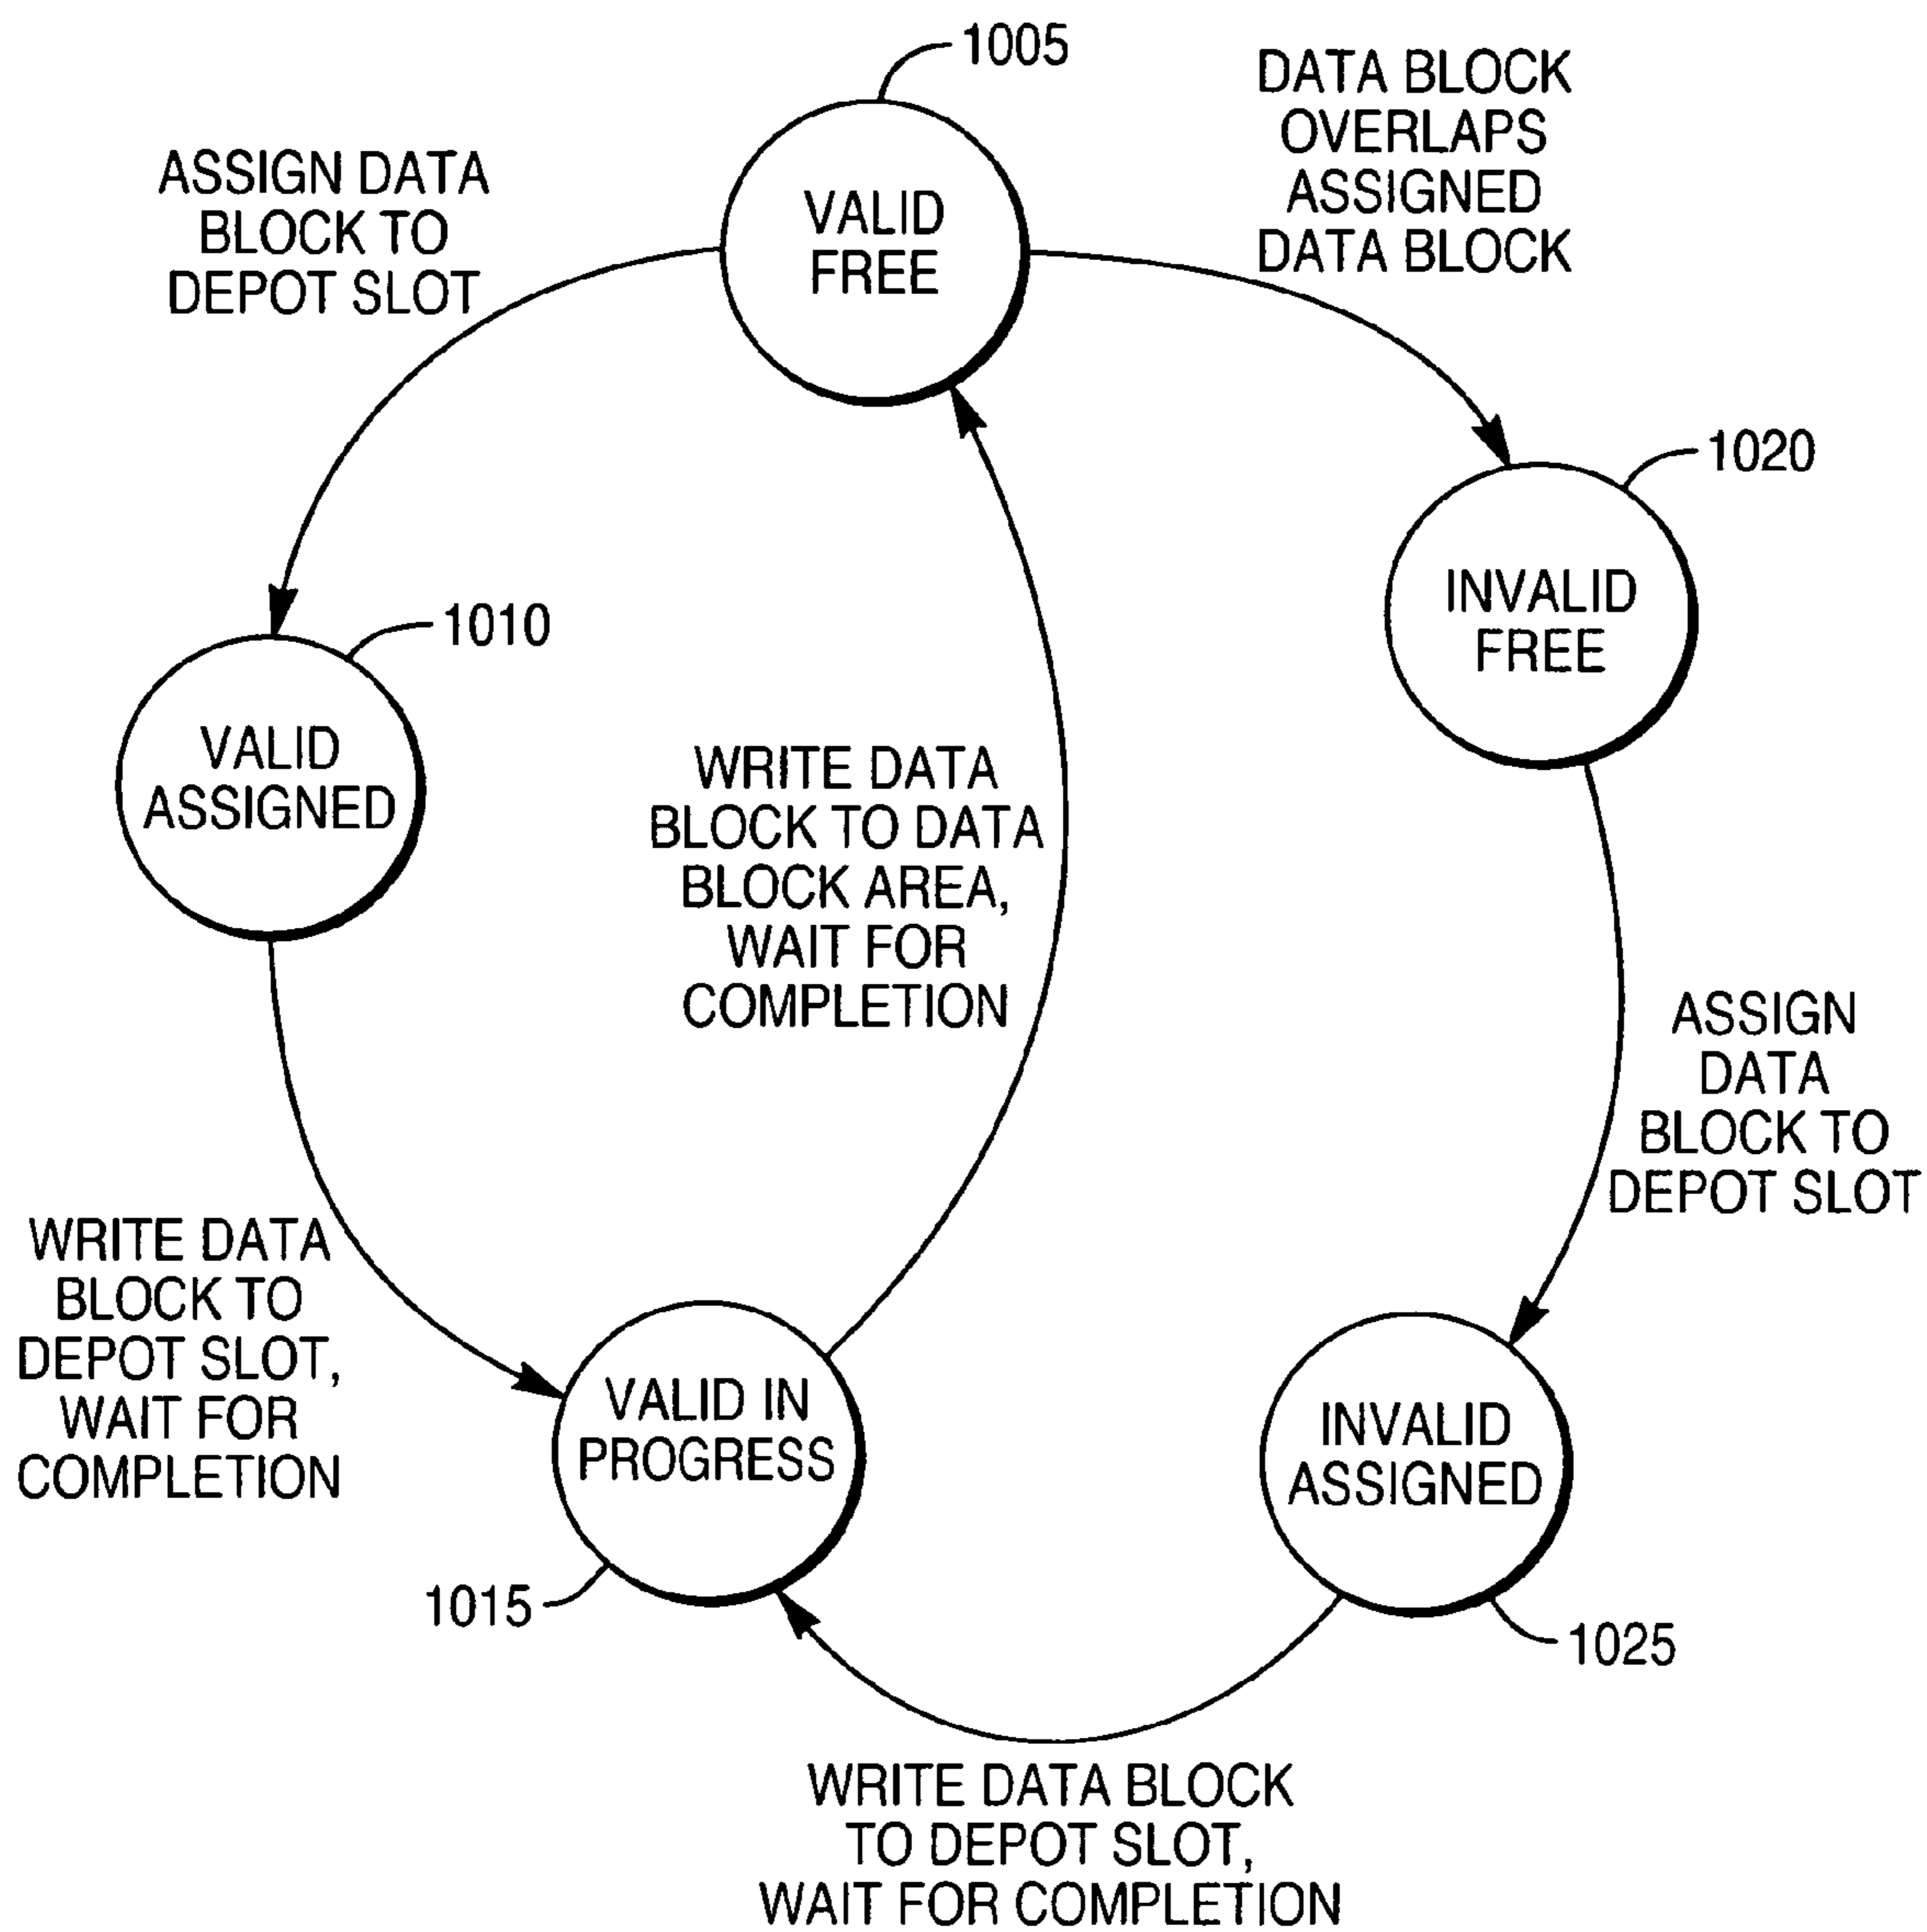 1005
DATA BLOCK
OVERLAPS
ASSIGNED
DATA BLOCK
ASSIGN DATA
BLOCK TO
DEPOT SLOT
VALID
FREE
1020
INVALID
FREE
1010
VALID
ASSIGNED
WRITE DATA
BLOCK TO DATA
BLOCK AREA,
WAIT FOR
COMPLETION
ASSIGN
DATA
BLOCK TO
DEPOT SLOT
WRITE DATA
BLOCK TO
DEPOT SLOT,
WAIT FOR
COMPLETION
VALID IN
PROGRESS
1015
INVALID
ASSIGNED
1025
WRITE DATA BLOCK
TO DEPOT SLOT,
WAIT FOR COMPLETION